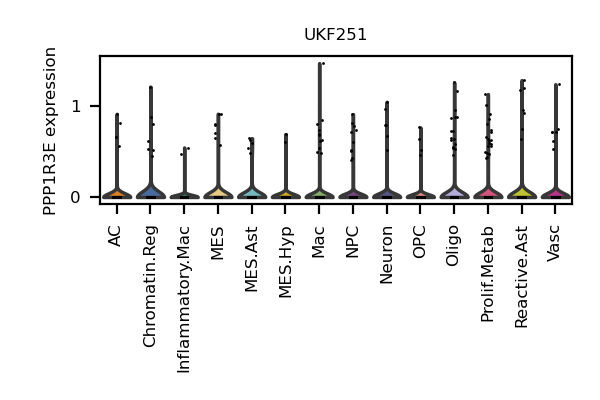 UKF251
PPP1R3E expression
1
0
AC
Chromatin.Reg
Inflammatory.Mac
MES
MES.Ast
MES.Hyp
Mac
NPC
Neuron
OPC
Oligo
Prolif.Metab
Reactive.Ast
Vasc